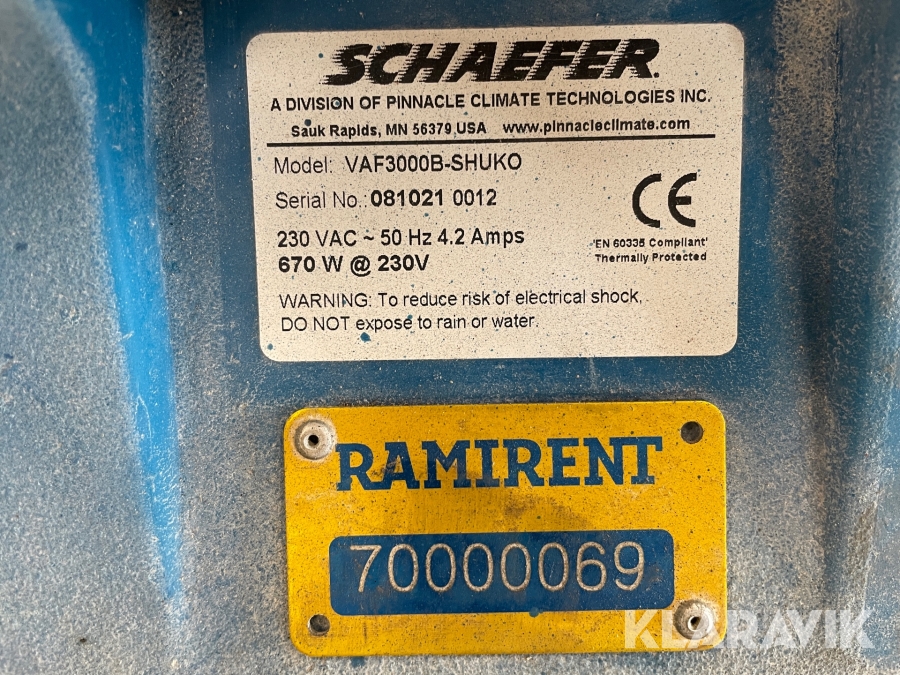 SCHAEFER.
A DIVISION OF PINNACLE CLIMATE TECHNOLOGIES INC.
Sauk Rapids, MN 56379 USA www.pinnacleclimate.com
Model: VAF3000B-SHUKO
Serial No.: 081021 0012
230 VAC ~ 50 Hz 4.2 Amps
670 W @ 230V
CE
'EN 60335 Compliant'
Thermally Protected
WARNING: To reduce risk of electrical shock,
DO NOT expose to rain or water.
RAMIRENT
70000069
KLARAVIK